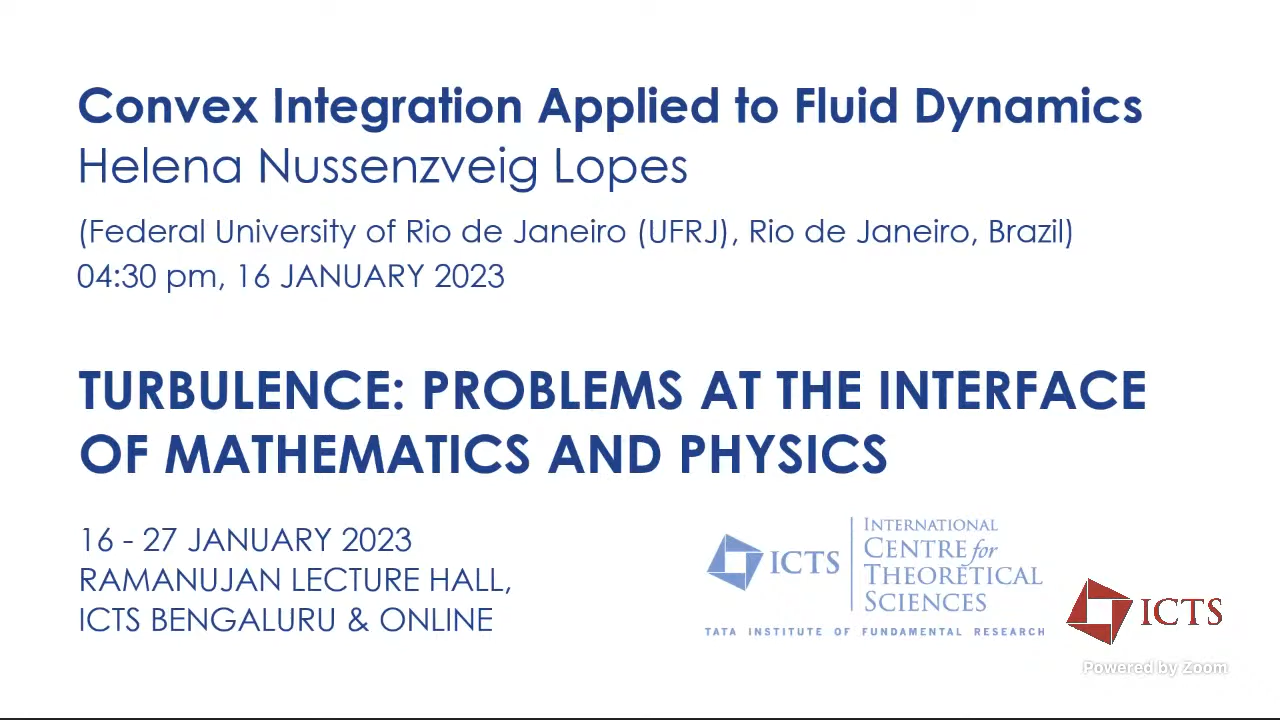 Convex Integration Applied to Fluid Dynamics
Helena Nussenzveig Lopes
(Federal University of Rio de Janeiro (UFRJ), Rio de Janeiro, Brazil)
04:30 pm, 16 JANUARY 2023
TURBULENCE: PROBLEMS AT THE INTERFACE
OF MATHEMATICS AND PHYSICS
16 - 27 JANUARY 2023
RAMANUJAN LECTURE HALL,
ICTS BENGALURU & ONLINE
ICTS
INTERNATIONAL
CENTRE for
THEORETICAL
SCIENCES
TATA INSTITUTE OF FUNDAMENTAL RESEARCH
ICTS
Powered by Zoom